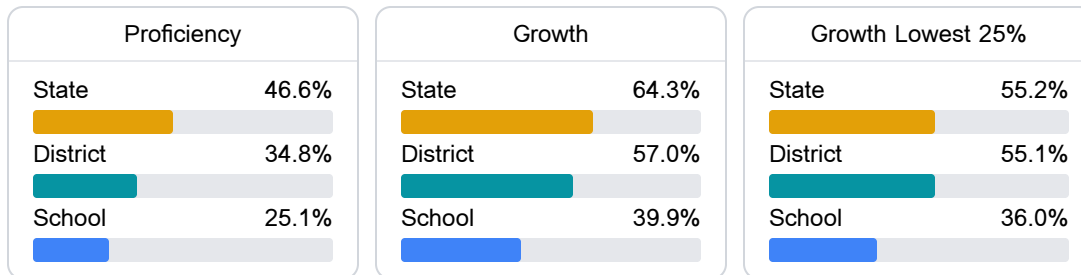 Proficiency
State 46.6%
District 34.8%
School 25.1%
Growth
State 64.3%
District 57.0%
School 39.9%
Growth Lowest 25%
State 55.2%
District 55.1%
School 36.0%